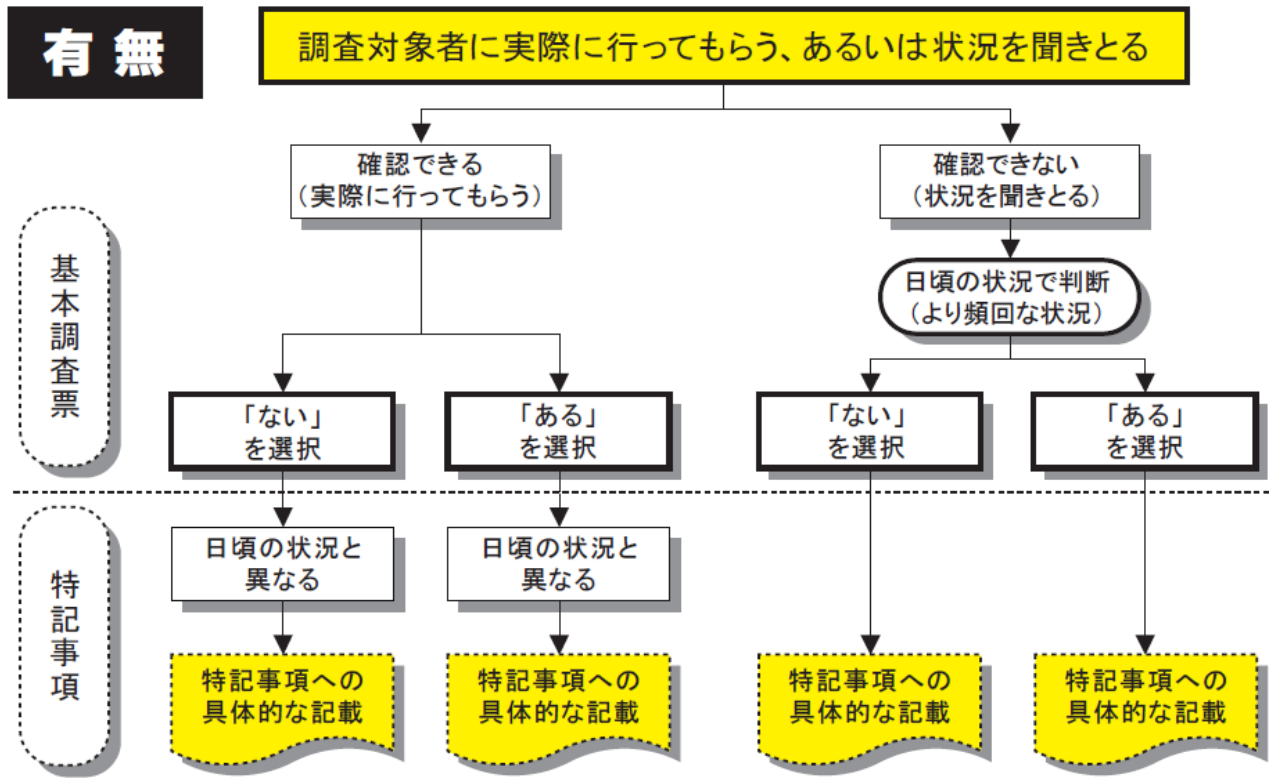 有無
調査対象者に実際に行ってもらう、あるいは状況を聞きとる
確認できる
（実際に行ってもらう）
確認できない
（状況を聞きとる）
日頃の状況で判断
（より頻回な状況）
基本調査票
「ない」
を選択
「ある」
を選択
「ない」
を選択
「ある」
を選択
特記事項
日頃の状況と
異なる
日頃の状況と
異なる
特記事項への
具体的な記載
特記事項への
具体的な記載
特記事項への
具体的な記載
特記事項への
具体的な記載